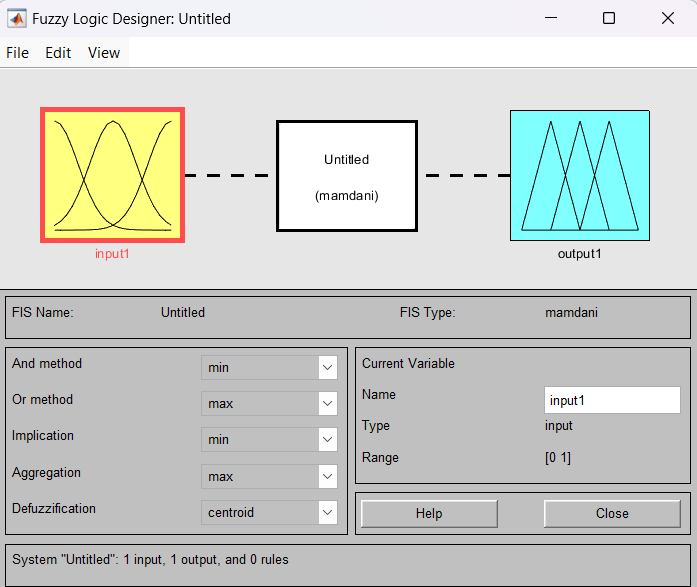 Fuzzy Logic Designer: Untitled
File Edit View
Untitled
(mamdani)
input1
output1
FIS Name: Untitled FIS Type: mamdani
And method min
Or method max
Implication min
Aggregation max
Defuzzification centroid
Current Variable
Name input1
Type input
Range [0 1]
Help Close
System "Untitled": 1 input, 1 output, and 0 rules